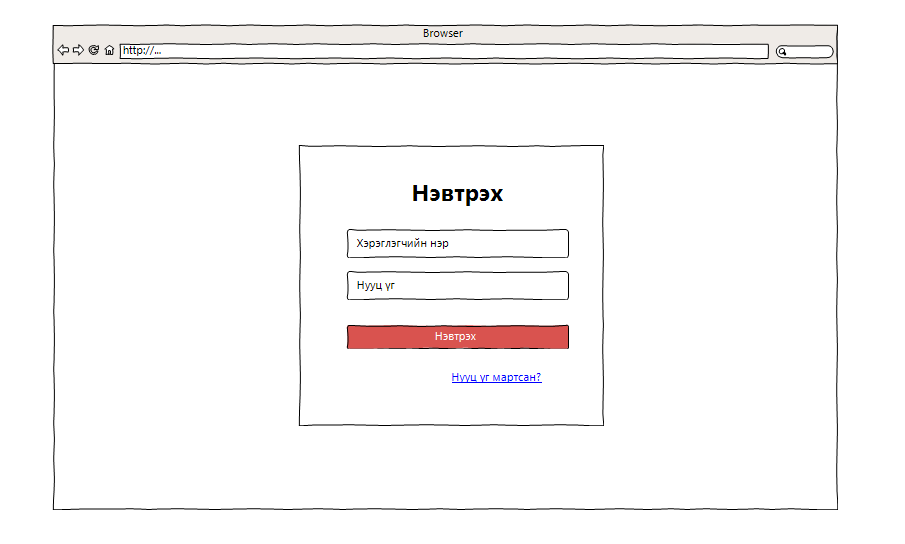 Browser
http://...
Нэвтрэх
Хэрэглэгчийн нэр
Нууц үг
Нэвтрэх
Нууц үг мартсан?